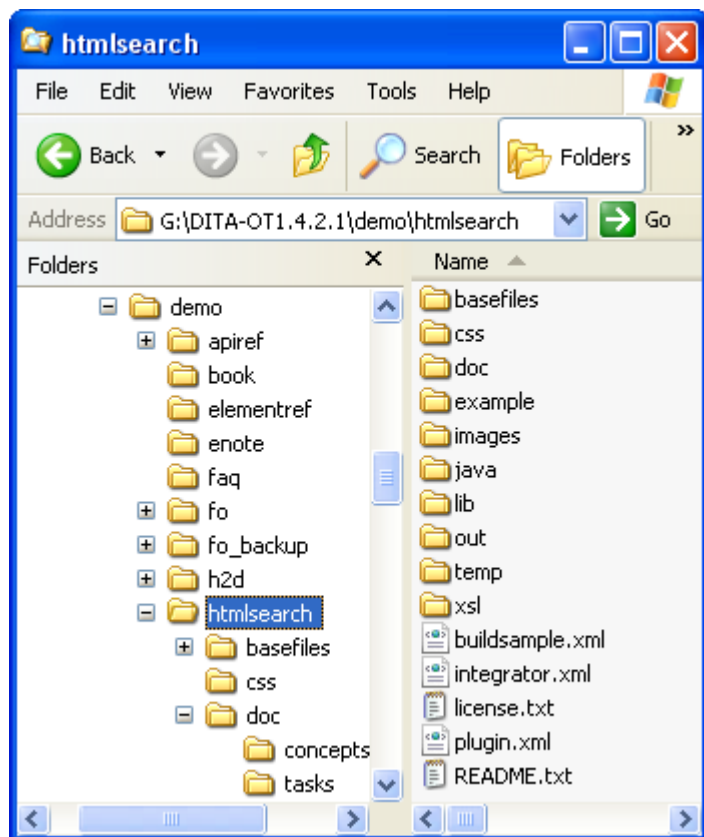 htmlsearch
File Edit View Favorites Tools Help
Back Search Folders »
Address G:\DITA-OT1.4.2.1\demo\htmlsearch Go
Folders
demo
apiref
book
elementref
enote
faq
fo
fo_backup
h2d
htmlsearch
basefiles
css
doc
concepts
tasks
Name
basefiles
css
doc
example
images
java
lib
out
temp
xsl
buildsample.xml
integrator.xml
license.txt
plugin.xml
README.txt